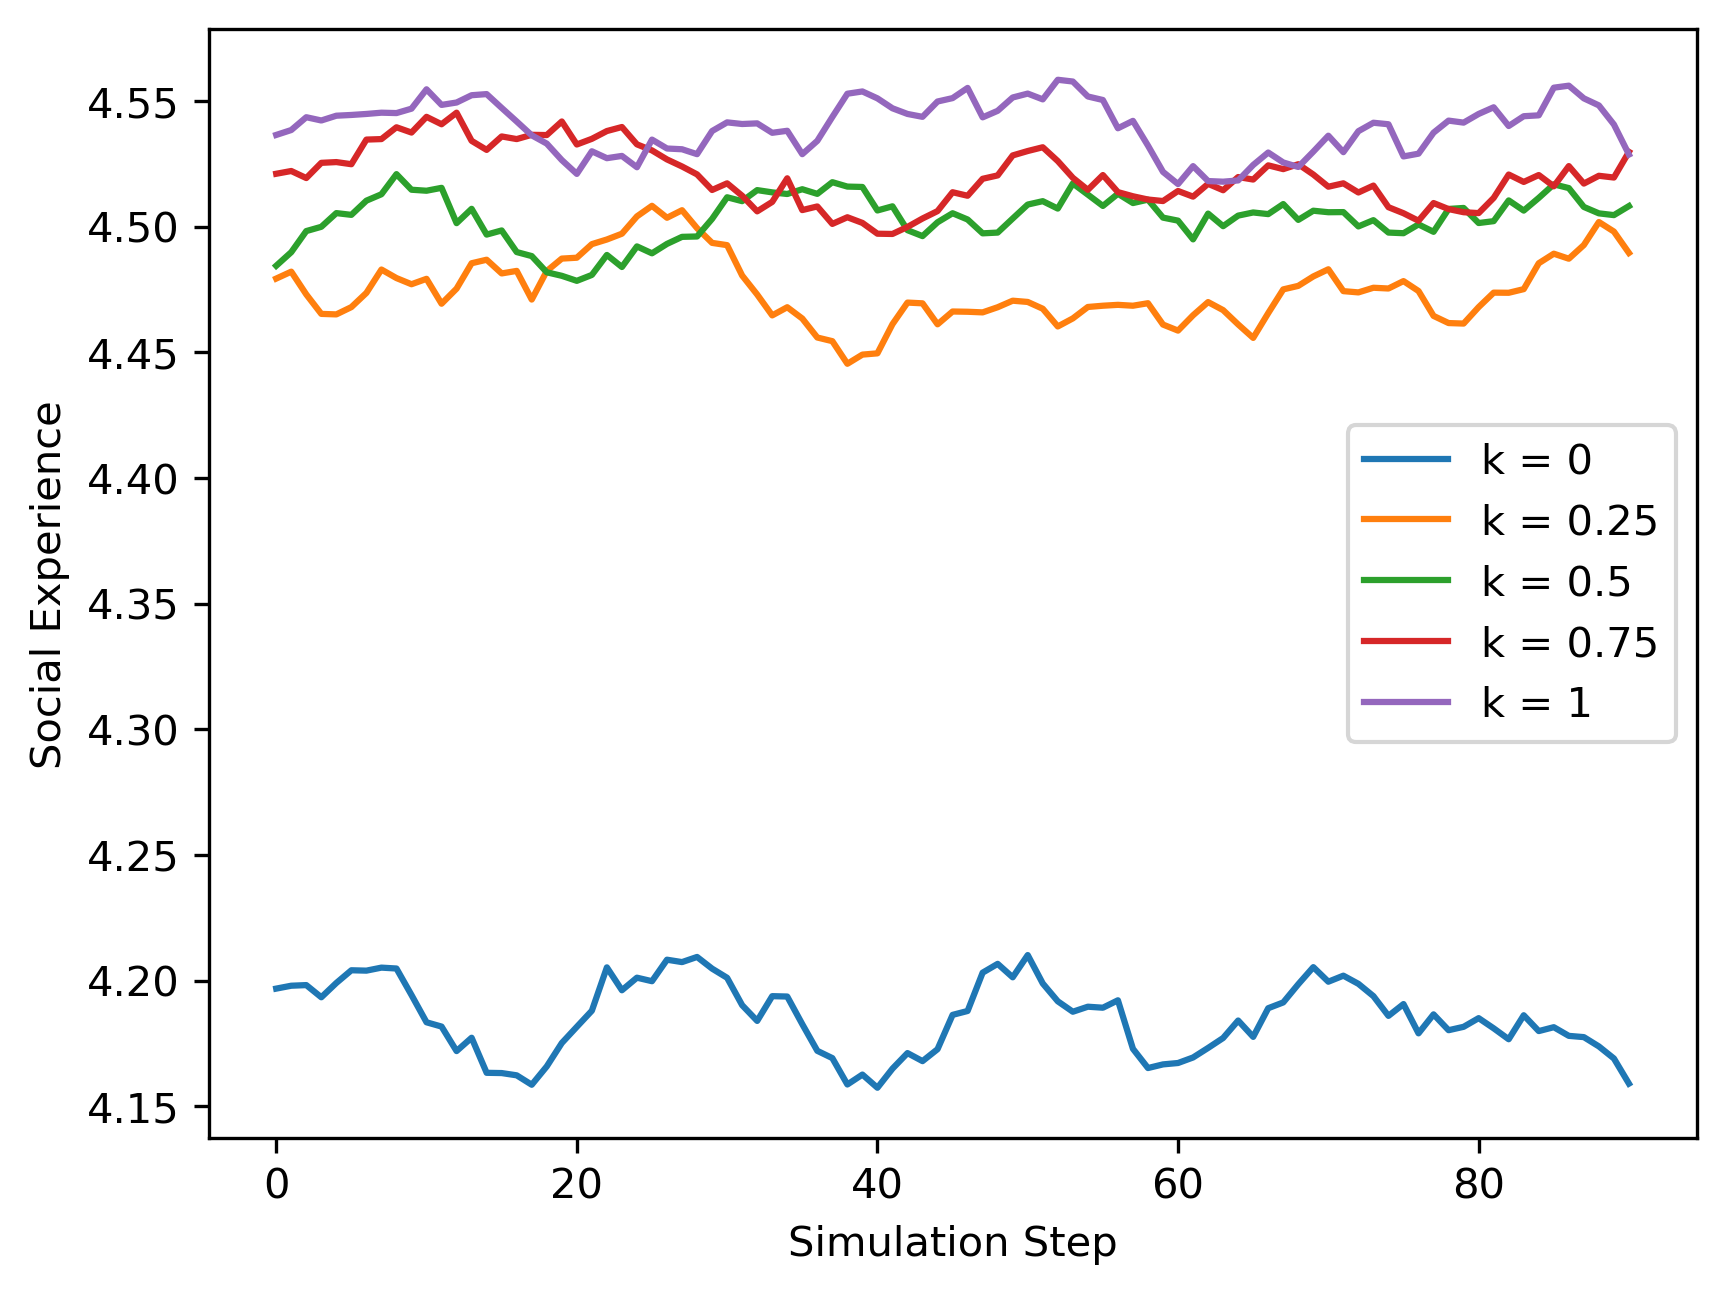 4.55
4.50
4.45
4.40
4.35
4.30
4.25
4.20
4.15
Social Experience
k = 0
k = 0.25
k = 0.5
k = 0.75
k = 1
0 20 40 60 80
Simulation Step